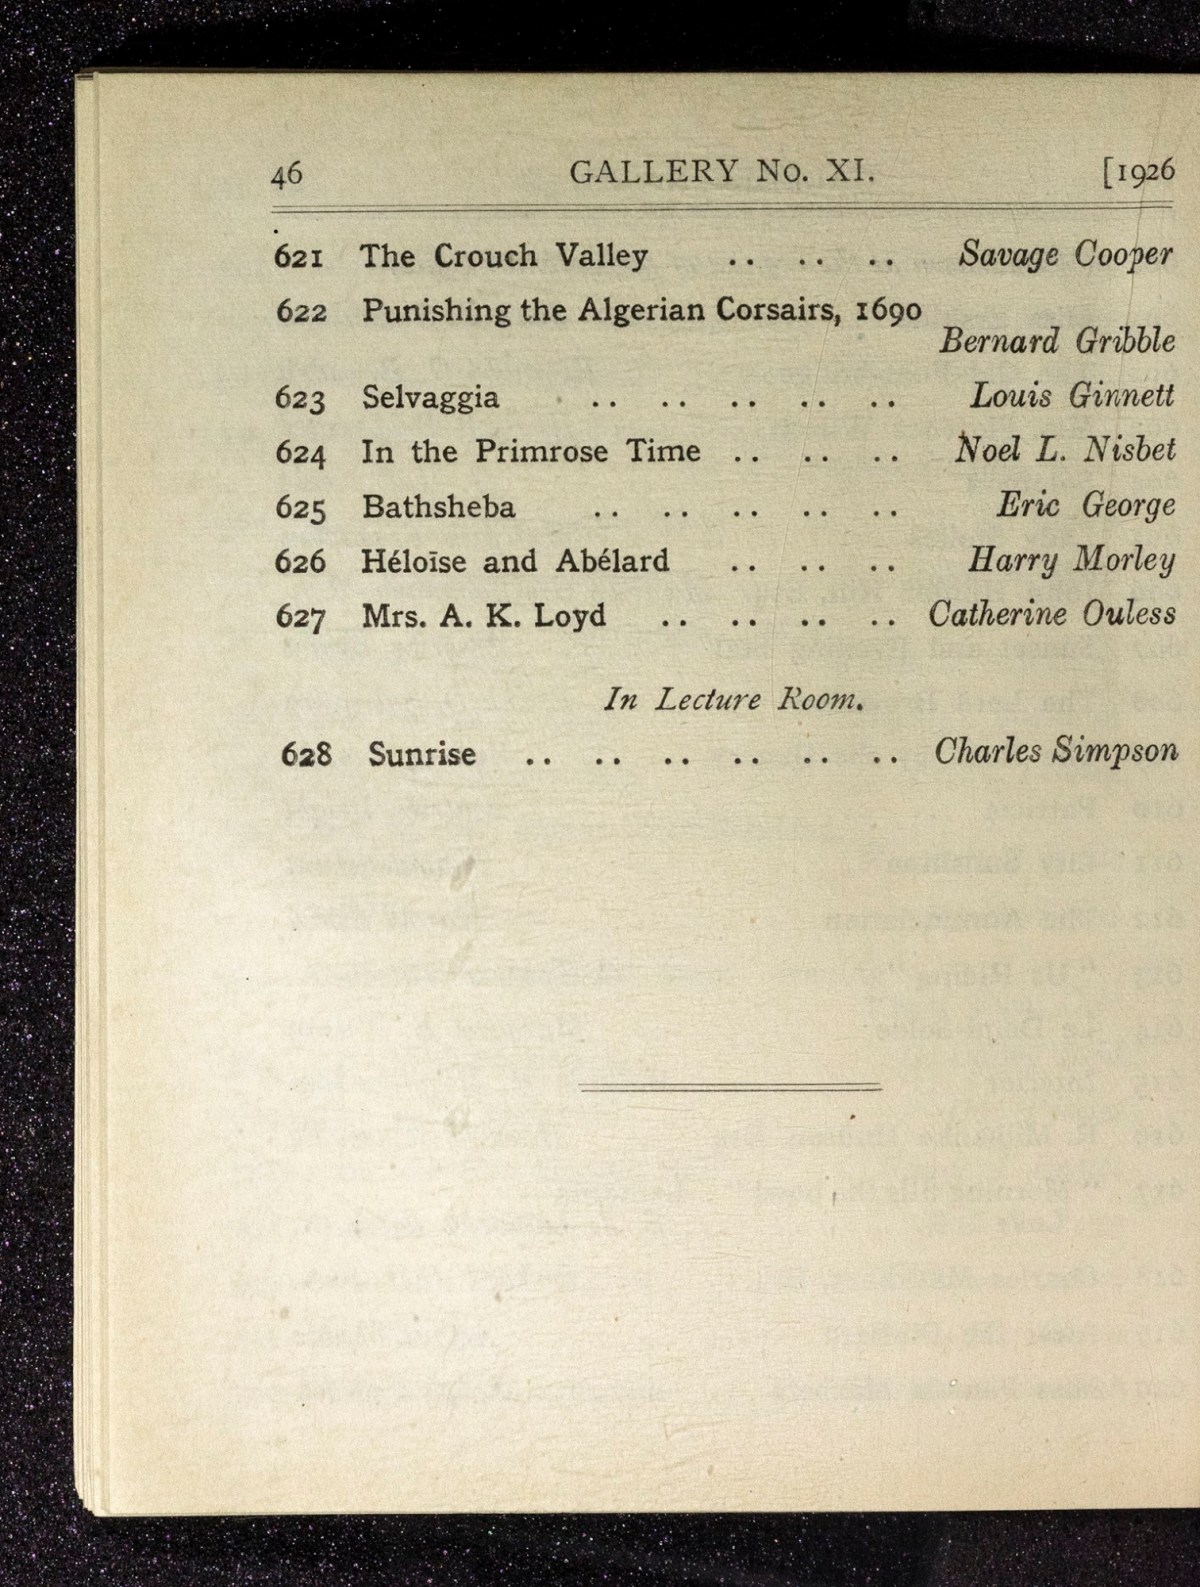 46 GALLERY No. XI. [1926
621 The Crouch Valley .. .. .. Savage Cooper
622 Punishing the Algerian Corsairs, 1690
Bernard Gribble
623 Selvaggia .. .. .. .. .. Louis Ginnett
624 In the Primrose Time .. .. .. Noel L. Nisbet
625 Bathsheba .. .. .. .. .. Eric George
626 Héloïse and Abélard .. .. .. Harry Morley
627 Mrs. A. K. Loyd .. .. .. .. Catherine Ouless
In Lecture Room.
628 Sunrise .. .. .. .. .. .. Charles Simpson